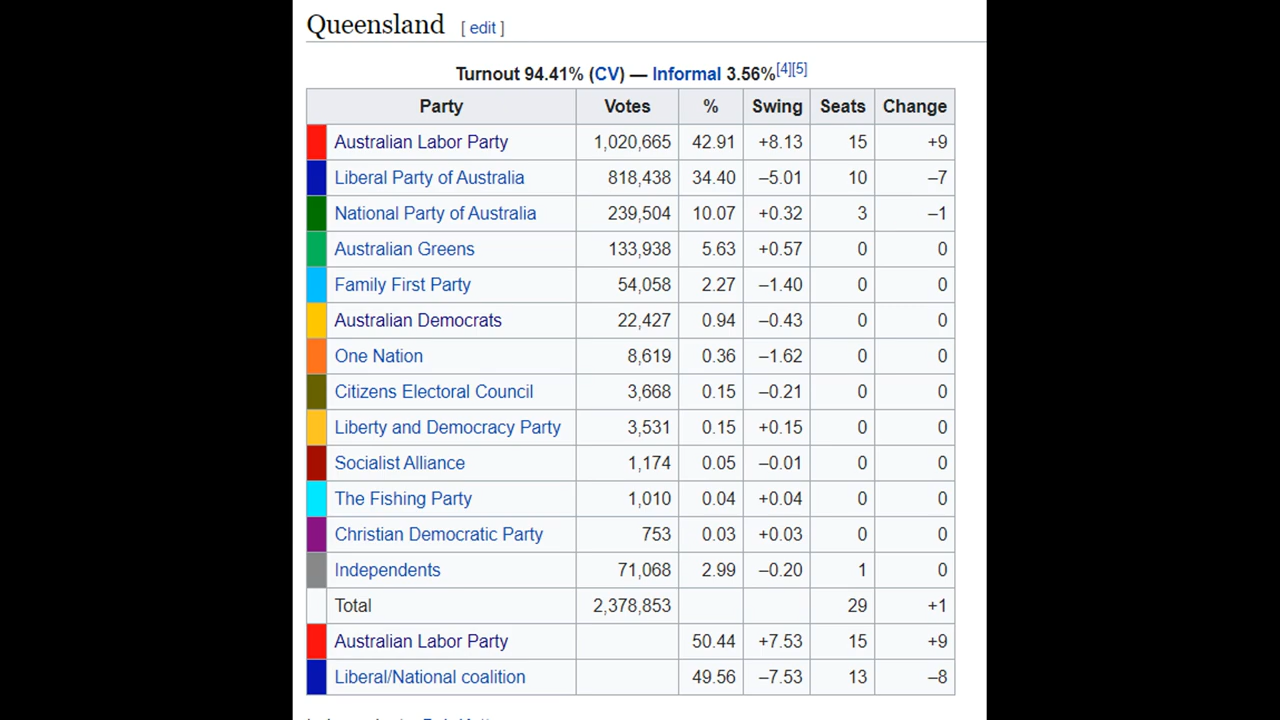 Queensland [ edit ]
Turnout 94.41% (CV) — Informal 3.56%[4][5]
Party Votes % Swing Seats Change
Australian Labor Party 1,020,665 42.91 +8.13 15 +9
Liberal Party of Australia 818,438 34.40 –5.01 10 –7
National Party of Australia 239,504 10.07 +0.32 3 –1
Australian Greens 133,938 5.63 +0.57 0 0
Family First Party 54,058 2.27 –1.40 0 0
Australian Democrats 22,427 0.94 –0.43 0 0
One Nation 8,619 0.36 –1.62 0 0
Citizens Electoral Council 3,668 0.15 –0.21 0 0
Liberty and Democracy Party 3,531 0.15 +0.15 0 0
Socialist Alliance 1,174 0.05 –0.01 0 0
The Fishing Party 1,010 0.04 +0.04 0 0
Christian Democratic Party 753 0.03 +0.03 0 0
Independents 71,068 2.99 –0.20 1 0
Total 2,378,853 29 +1
Australian Labor Party 50.44 +7.53 15 +9
Liberal/National coalition 49.56 –7.53 13 –8